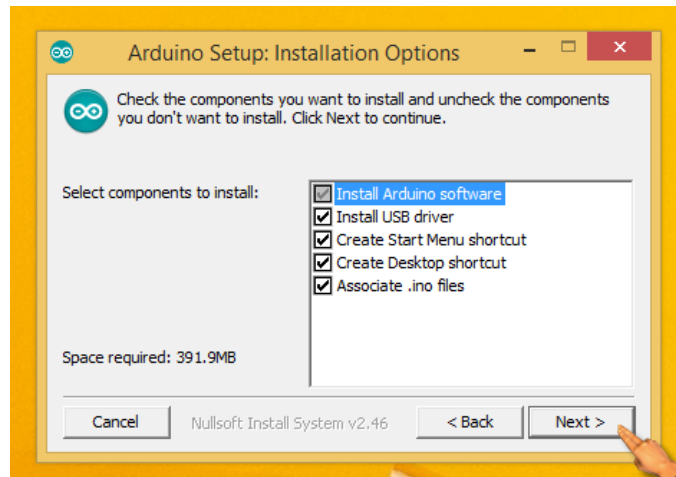 Arduino Setup: Installation Options
Check the components you want to install and uncheck the components
you don't want to install. Click Next to continue.
Select components to install:
Install Arduino software
Install USB driver
Create Start Menu shortcut
Create Desktop shortcut
Associate .ino files
Space required: 391.9MB
Cancel
Nullsoft Install System v2.46
< Back
Next >